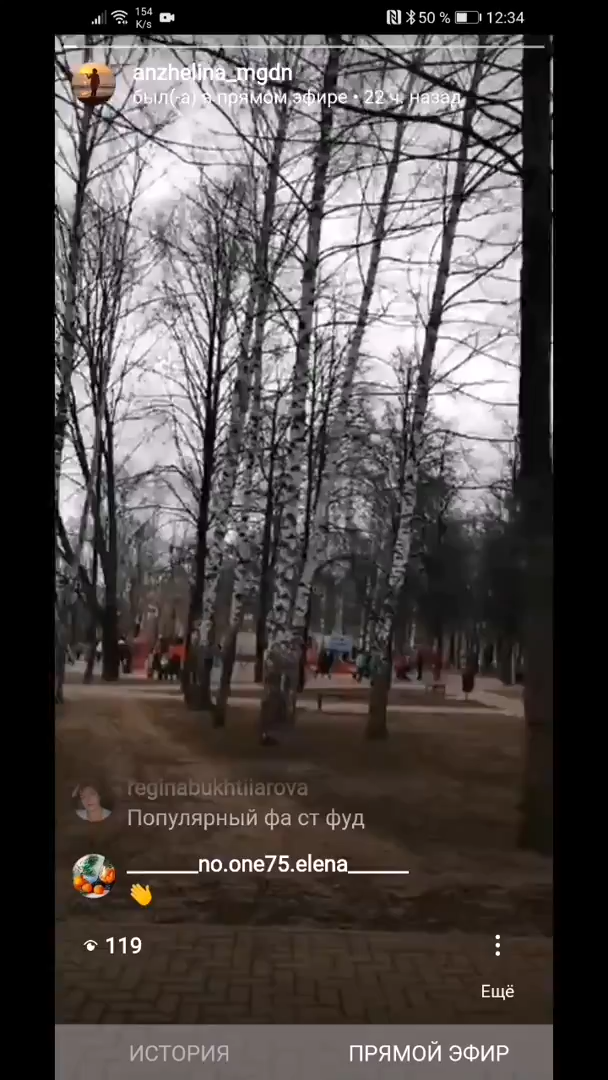 154
K/s
50 %
12:34
anzhelina_mgdn
был(-а) в прямом эфире • 22 ч. назад
reginabukhtiiarova
Популярный фа ст фуд
______no.one75.elena______
👋
119
Ещё
ИСТОРИЯ
ПРЯМОЙ ЭФИР